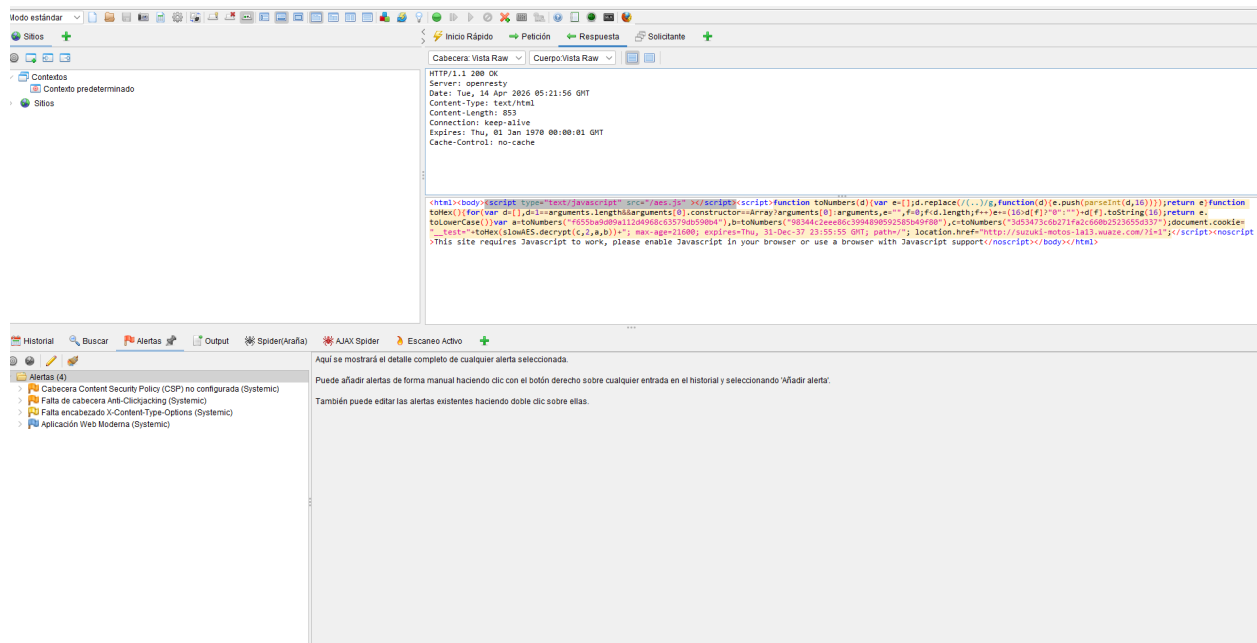 Modo estándar
Sitios
Contextos
Contexto predeterminado
Sitios
Inicio Rápido Petición Respuesta Solicitante
Cabecera: Vista Raw Cuerpo:Vista Raw
HTTP/1.1 200 OK
Server: openresty
Date: Tue, 14 Apr 2026 05:21:56 GMT
Content-Type: text/html
Content-Length: 853
Connection: keep-alive
Expires: Thu, 01 Jan 1970 00:00:01 GMT
Cache-Control: no-cache
<html><body><script type="text/javascript" src="/aes.js" ></script><script>function toNumbers(d){var e=[];d.replace(/(..)/g,function(d){e.push(parseInt(d,16))});return e}function
toHex(){for(var d=[],d=1==arguments.length&&arguments[0].constructor==Array?arguments[0]:arguments,e="",f=0;f<d.length;f++)e+=(16>d[f]?"0":"")+d[f].toString(16);return e.
toLowerCase()}var a=toNumbers("f655ba9d09a112d4968c63579db590b4"),b=toNumbers("98344c2eee86c3994890592585b49f80"),c=toNumbers("3d53473c6b271fa2c660b2523655d337");document.cookie=
"__test="+toHex(slowAES.decrypt(c,2,a,b))+"; max-age=21600; expires=Thu, 31-Dec-37 23:55:55 GMT; path=/"; location.href="http://suzuki-motos-la13.wuaze.com/?i=1";</script><noscript
>This site requires Javascript to work, please enable Javascript in your browser or use a browser with Javascript support</noscript></body></html>
Historial Buscar Alertas Output Spider(Araña) AJAX Spider Escaneo Activo
Alertas (4)
Cabecera Content Security Policy (CSP) no configurada (Systemic)
Falta de cabecera Anti-Clickjacking (Systemic)
Falta encabezado X-Content-Type-Options (Systemic)
Aplicación Web Moderna (Systemic)
Aquí se mostrará el detalle completo de cualquier alerta seleccionada.
Puede añadir alertas de forma manual haciendo clic con el botón derecho sobre cualquier entrada en el historial y seleccionando 'Añadir alerta'.
También puede editar las alertas existentes haciendo doble clic sobre ellas.